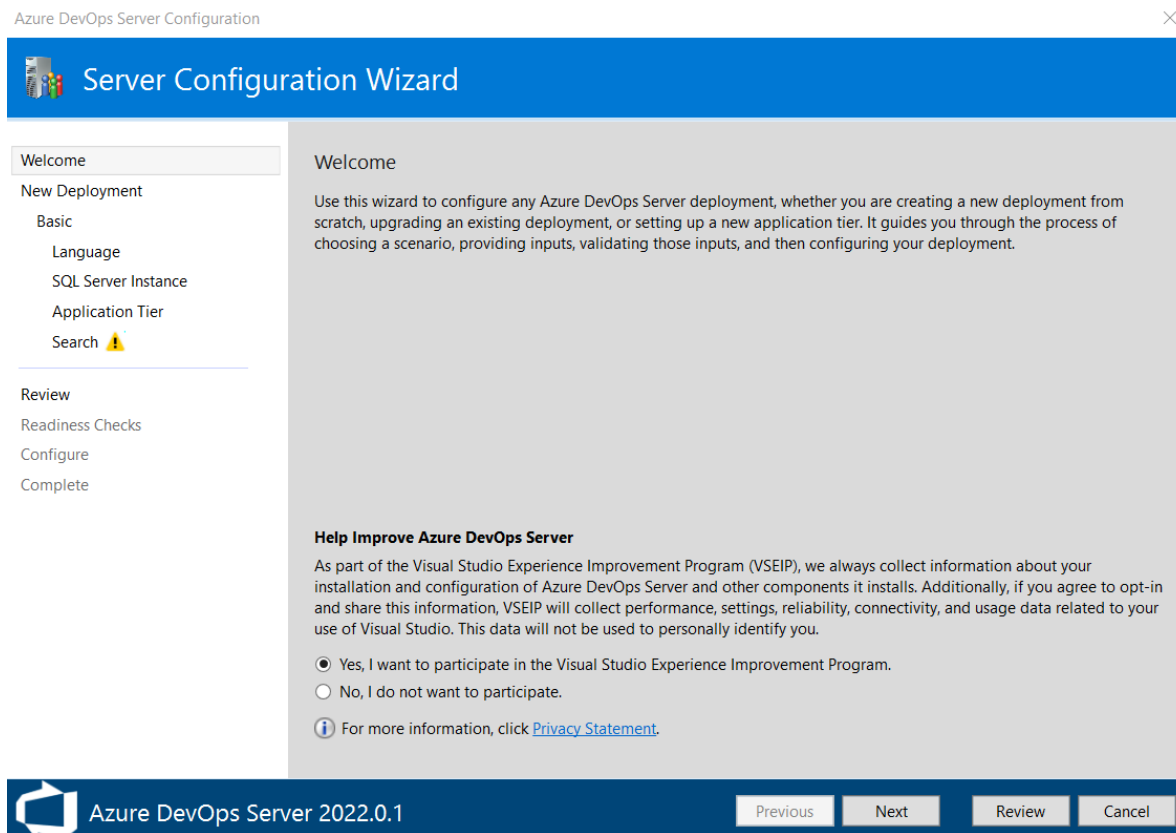 Azure DevOps Server Configuration
Server Configuration Wizard
Welcome
New Deployment
Basic
Language
SQL Server Instance
Application Tier
Search
Review
Readiness Checks
Configure
Complete
Welcome
Use this wizard to configure any Azure DevOps Server deployment, whether you are creating a new deployment from
scratch, upgrading an existing deployment, or setting up a new application tier. It guides you through the process of
choosing a scenario, providing inputs, validating those inputs, and then configuring your deployment.
Help Improve Azure DevOps Server
As part of the Visual Studio Experience Improvement Program (VSEIP), we always collect information about your
installation and configuration of Azure DevOps Server and other components it installs. Additionally, if you agree to opt-in
and share this information, VSEIP will collect performance, settings, reliability, connectivity, and usage data related to your
use of Visual Studio. This data will not be used to personally identify you.
Yes, I want to participate in the Visual Studio Experience Improvement Program.
No, I do not want to participate.
For more information, click Privacy Statement.
Azure DevOps Server 2022.0.1
Previous Next Review Cancel